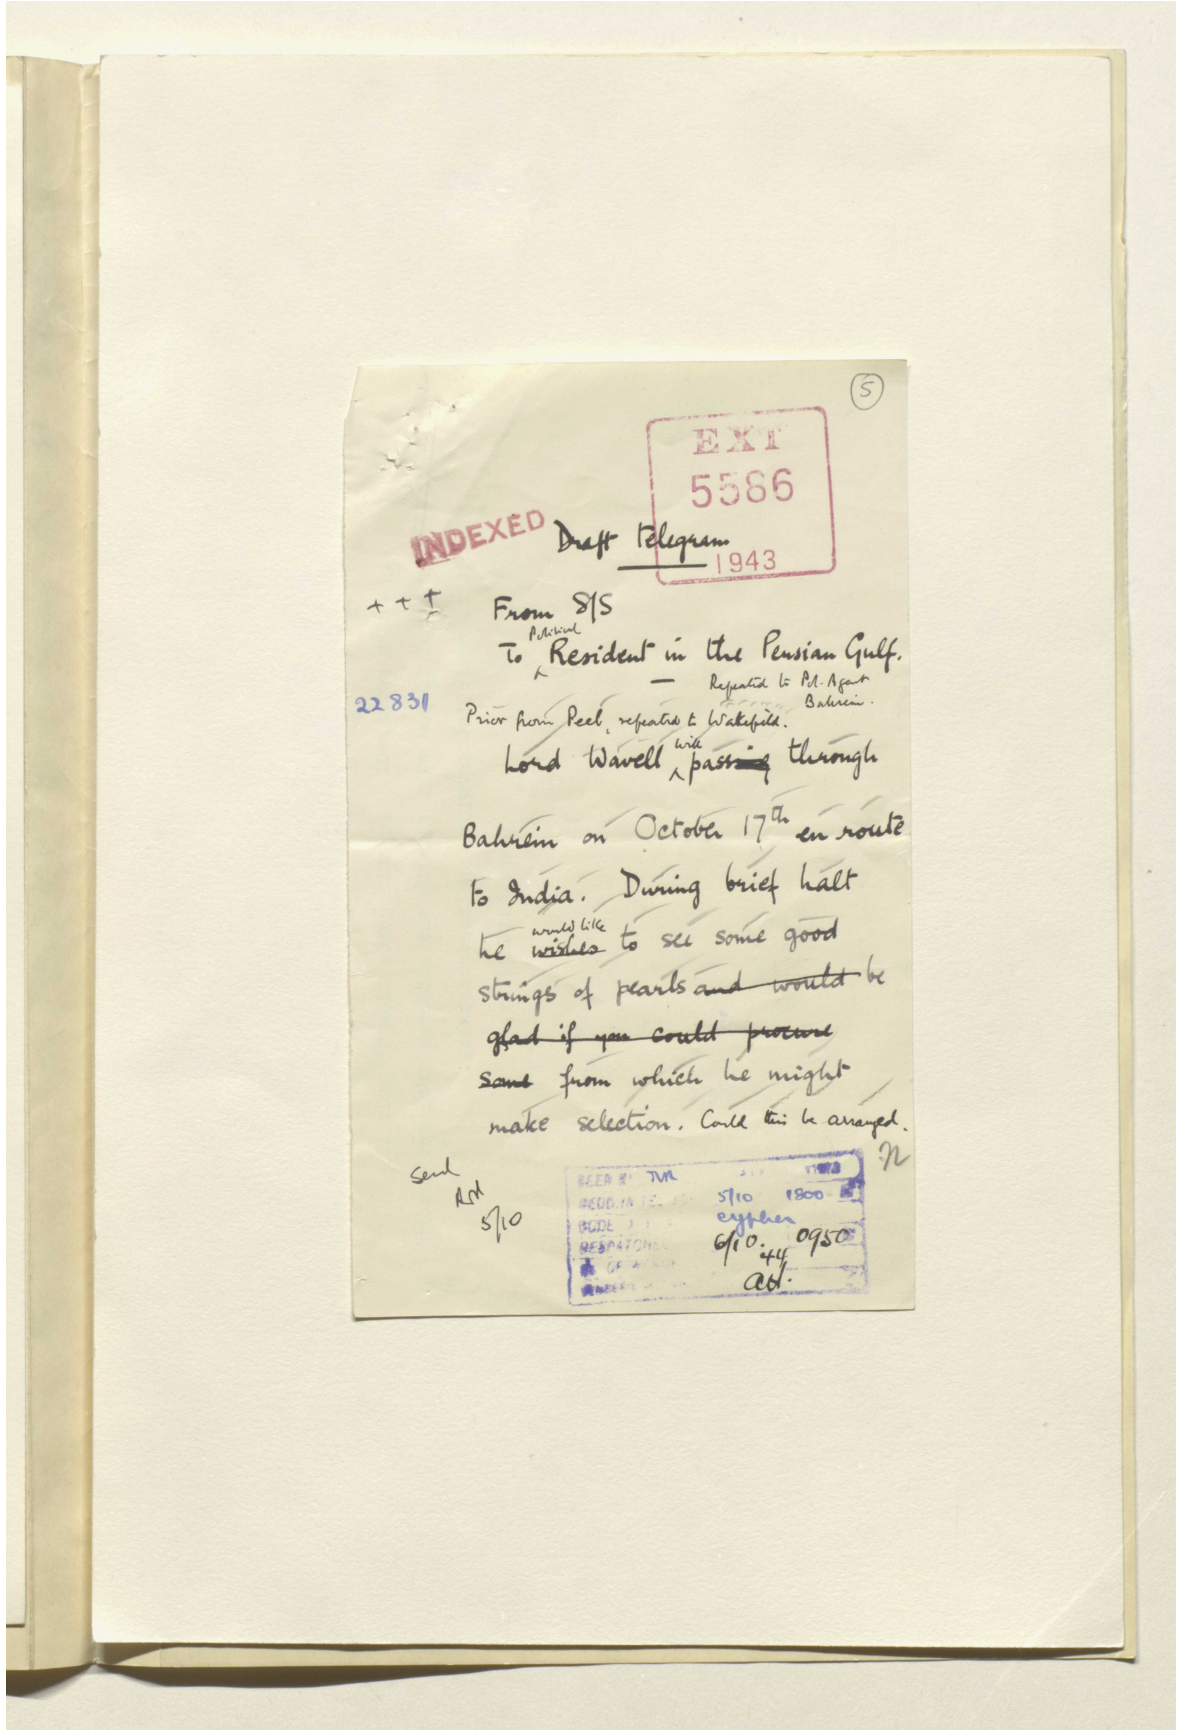 5
EXT
5586
1943
INDEXED
Draft telegram
+ + +
From S/S
Political
To Resident in the Persian Gulf.
Repeated to Pol. Agent
Bahrein.
22831
Prior from Peel, repeated to Wakefield.
will
Lord Wavell passing through
Bahrein on October 17th en route
to India. During brief halt
would like
he wishes to see some good
strings of pearls and would be
glad if you could procure
some from which he might
make selection. Could this be arranged.
Send
5/10
5/10 1800
cypher
6/10. 0950
44